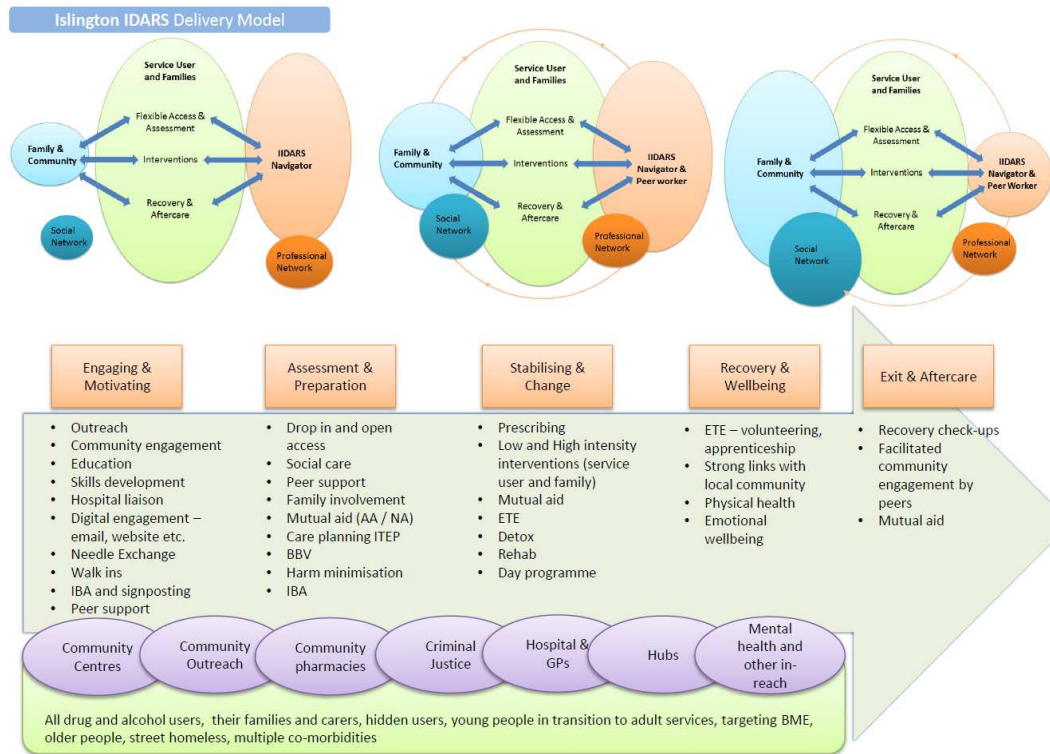 Islington IDARS Delivery Model
Service User
and Families
Flexible Access &
Assessment
Family &
Community
Interventions
IIDARS
Navigator
Recovery &
Aftercare
Social
Network
Professional
Network
Service User
and Families
Flexible Access &
Assessment
Family &
Community
Interventions
IIDARS
Navigator &
Peer worker
Recovery &
Aftercare
Social
Network
Professional
Network
Service User
and Families
Flexible Access &
Assessment
Family &
Community
Interventions
IIDARS
Navigator &
Peer Worker
Recovery &
Aftercare
Social
Network
Professional
Network
Engaging &
Motivating
• Outreach
• Community engagement
• Education
• Skills development
• Hospital liaison
• Digital engagement –
email, website etc.
• Needle Exchange
• Walk ins
• IBA and signposting
• Peer support
Assessment &
Preparation
• Drop in and open
access
• Social care
• Peer support
• Family involvement
• Mutual aid (AA / NA)
• Care planning ITEP
• BBV
• Harm minimisation
• IBA
Stabilising &
Change
• Prescribing
• Low and High intensity
interventions (service
user and family)
• Mutual aid
• ETE
• Detox
• Rehab
• Day programme
Recovery &
Wellbeing
• ETE – volunteering,
apprenticeship
• Strong links with
local community
• Physical health
• Emotional
wellbeing
Exit & Aftercare
• Recovery check-ups
• Facilitated
community
engagement by
peers
• Mutual aid
Community
Centres
Community
Outreach
Community
pharmacies
Criminal
Justice
Hospital &
GPs
Hubs
Mental
health and
other in-
reach
All drug and alcohol users, their families and carers, hidden users, young people in transition to adult services, targeting BME,
older people, street homeless, multiple co-morbidities